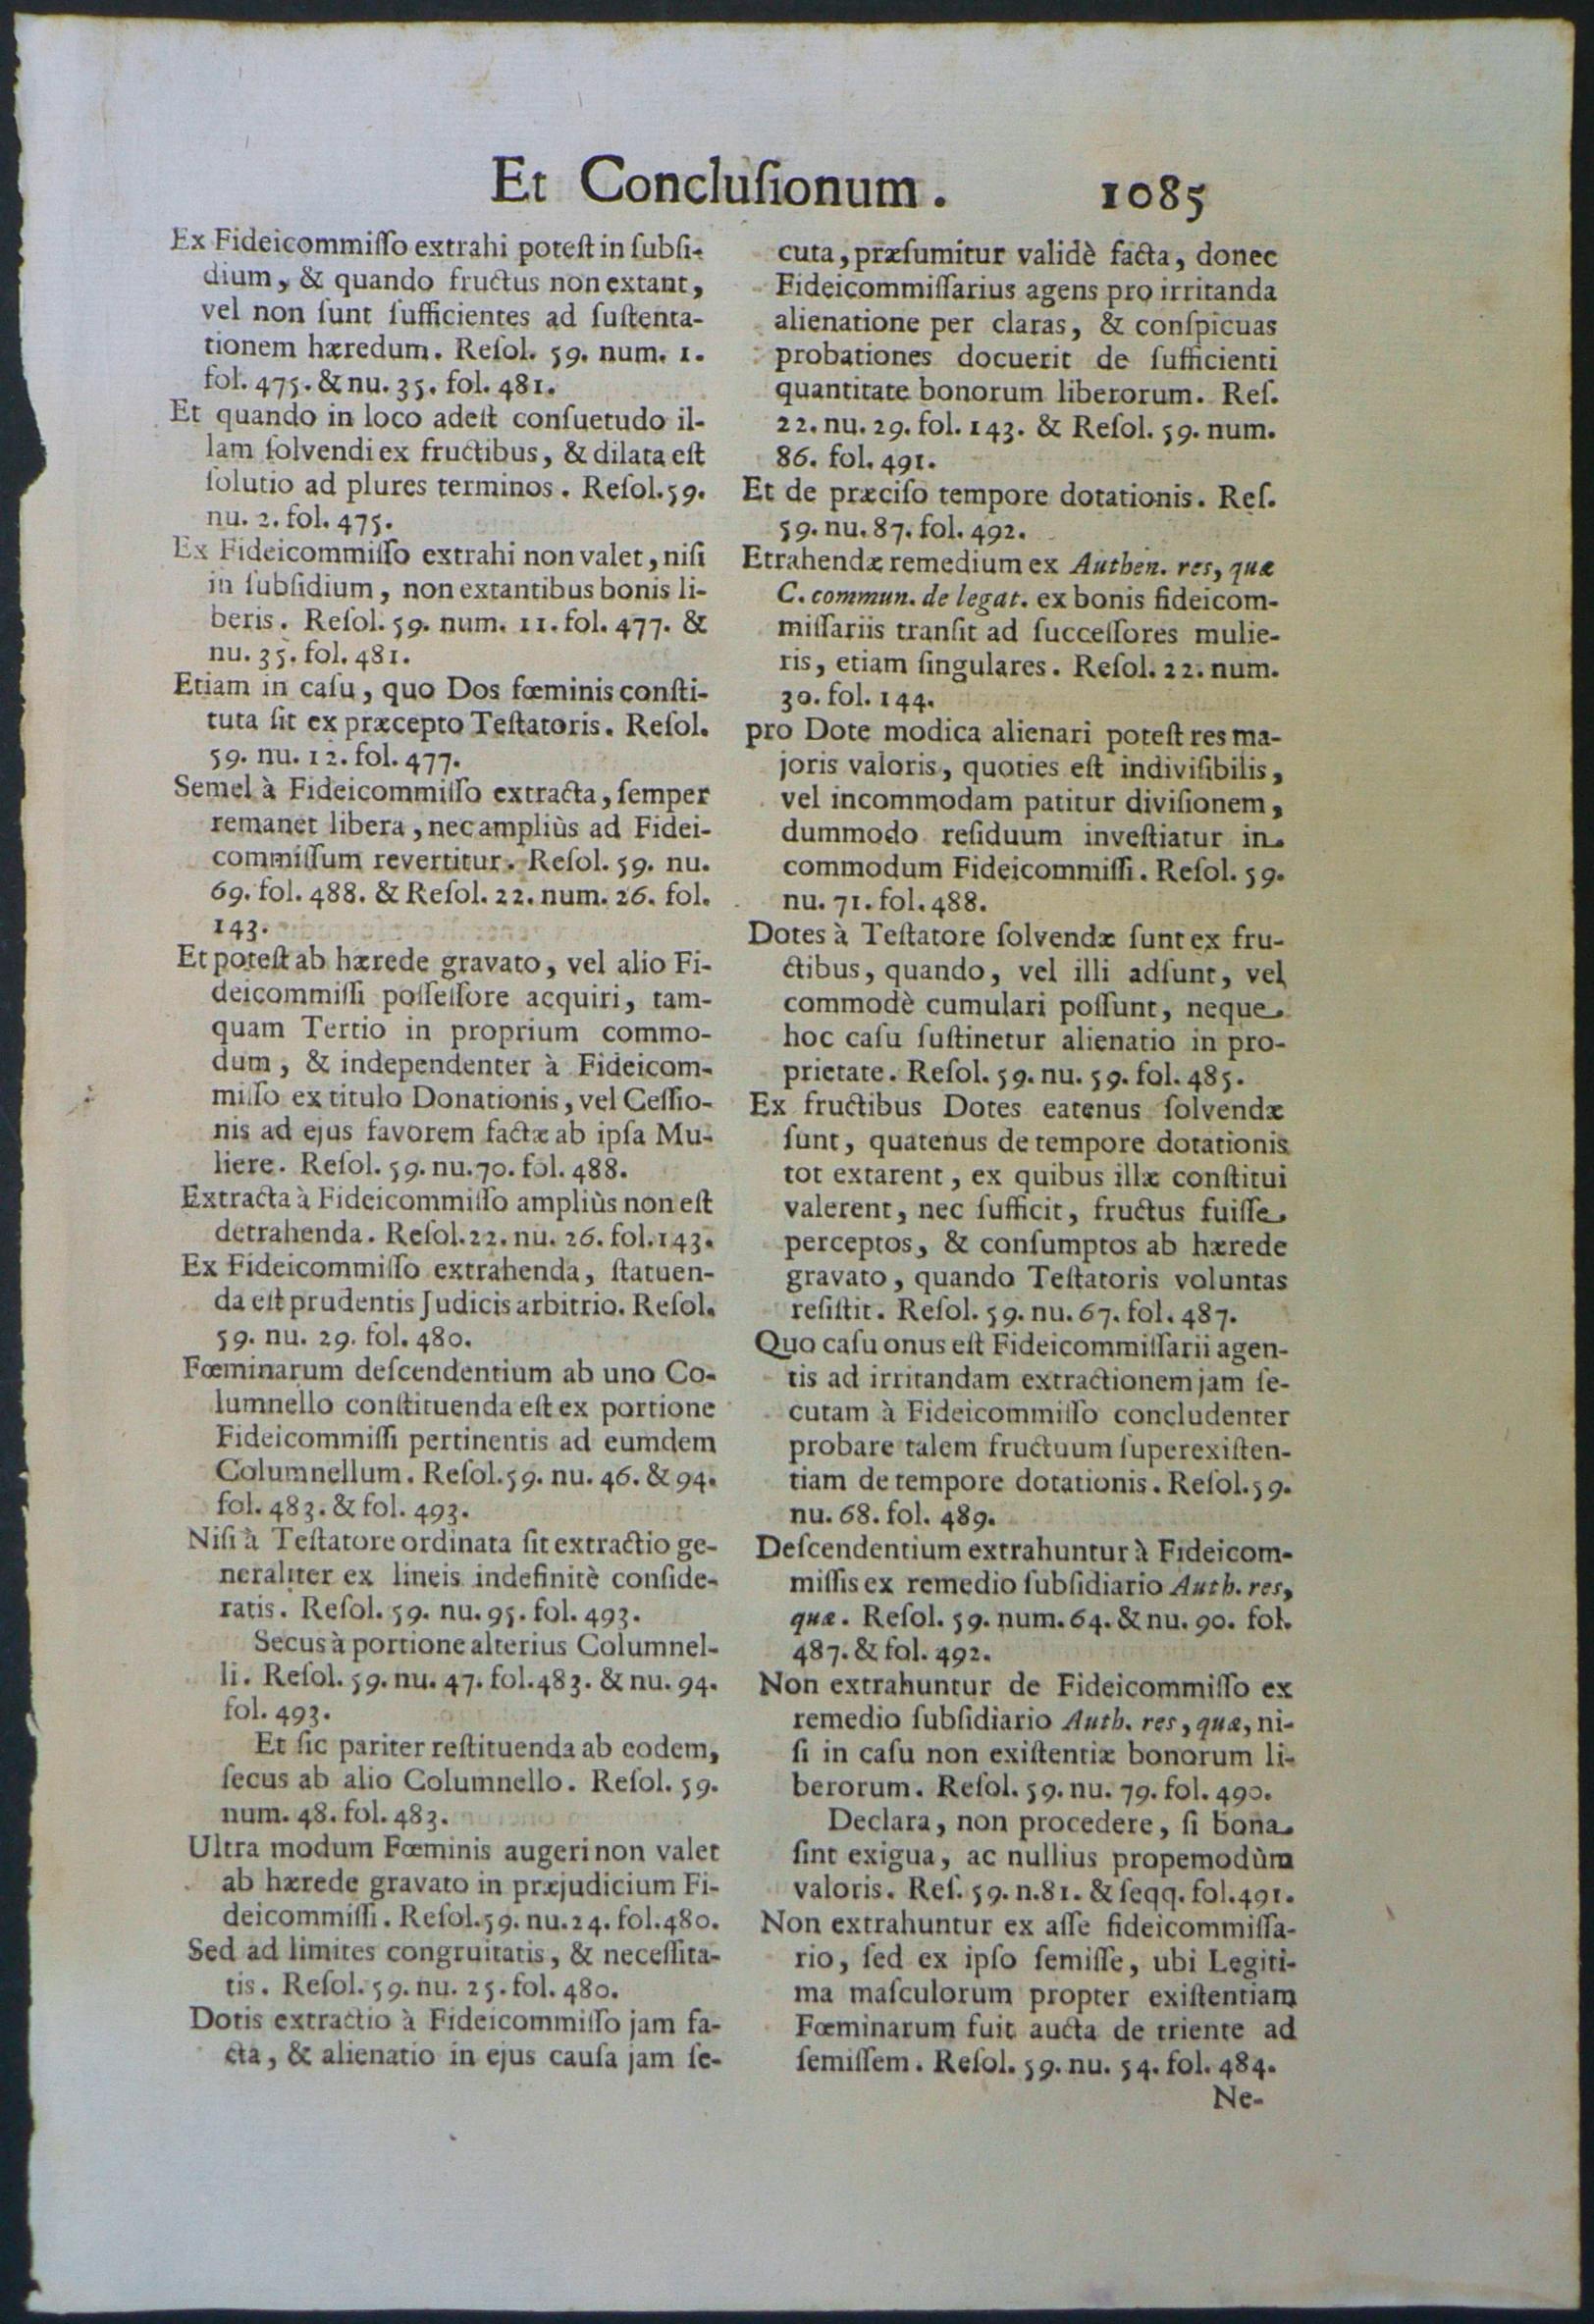 Et Concluſionum. 1085
Ex Fideicommiſſo extrahi poteſt in ſubſi-
dium, & quando fructus non extant,
vel non ſunt ſufficientes ad ſuſtenta-
tionem hæredum. Reſol. 59. num. 1.
fol. 475. & nu. 35. fol. 481.
Et quando in loco adeſt conſuetudo il-
lam ſolvendi ex fructibus, & dilata eſt
ſolutio ad plures terminos. Reſol. 59.
nu. 2. fol. 475.
Ex Fideicommiſſo extrahi non valet, niſi
in ſubſidium, non extantibus bonis li-
beris. Reſol. 59. num. 11. fol. 477. &
nu. 35. fol. 481.
Etiam in caſu, quo Dos fœminis conſti-
tuta ſit ex præcepto Teſtatoris. Reſol.
59. nu. 12. fol. 477.
Semel à Fideicommiſſo extracta, ſemper
remanet libera, nec ampliùs ad Fidei-
commiſſum revertitur. Reſol. 59. nu.
69. fol. 488. & Reſol. 22. num. 26. fol.
143.
Et poteſt ab hærede gravato, vel alio Fi-
deicommiſſi poſſeſſore acquiri, tam-
quam Tertio in proprium commo-
dum, & independenter à Fideicom-
miſſo ex titulo Donationis, vel Ceſſio-
nis ad ejus favorem factæ ab ipſa Mu-
liere. Reſol. 59. nu. 70. fol. 488.
Extracta à Fideicommiſſo ampliùs non eſt
detrahenda. Reſol. 22. nu. 26. fol. 143.
Ex Fideicommiſſo extrahenda, ſtatuen-
da eſt prudentis Judicis arbitrio. Reſol.
59. nu. 29. fol. 480.
Fœminarum deſcendentium ab uno Co-
lumnello conſtituenda eſt ex portione
Fideicommiſſi pertinentis ad eumdem
Columnellum. Reſol. 59. nu. 46. & 94.
fol. 483. & fol. 493.
Niſi à Teſtatore ordinata ſit extractio ge-
neraliter ex lineis indefinitè conſide-
ratis. Reſol. 59. nu. 95. fol. 493.
Secus à portione alterius Columnel-
li. Reſol. 59. nu. 47. fol. 483. & nu. 94.
fol. 493.
Et ſic pariter reſtituenda ab eodem,
ſecus ab alio Columnello. Reſol. 59.
num. 48. fol. 483.
Ultra modum Fœminis augeri non valet
ab hærede gravato in præjudicium Fi-
deicommiſſi. Reſol. 59. nu. 24. fol. 480.
Sed ad limites congruitatis, & neceſſita-
tis. Reſol. 59. nu. 25. fol. 480.
Dotis extractio à Fideicommiſſo jam fa-
cta, & alienatio in ejus cauſa jam ſe-
cuta, præſumitur validè facta, donec
Fideicommiſſarius agens pro irritanda
alienatione per claras, & conſpicuas
probationes docuerit de ſufficienti
quantitate bonorum liberorum. Reſ.
22. nu. 29. fol. 143. & Reſol. 59. num.
86. fol. 491.
Et de præciſo tempore dotationis. Reſ.
59. nu. 87. fol. 492.
Etrahendæ remedium ex Authen. res, quæ
C. commun. de legat. ex bonis fideicom-
miſſariis tranſit ad ſucceſſores mulie-
ris, etiam ſingulares. Reſol. 22. num.
30. fol. 144.
pro Dote modica alienari poteſt res ma-
joris valoris, quoties eſt indiviſibilis,
vel incommodam patitur diviſionem,
dummodo reſiduum inveſtiatur in
commodum Fideicommiſſi. Reſol. 59.
nu. 71. fol. 488.
Dotes à Teſtatore ſolvendæ ſunt ex fru-
ctibus, quando, vel illi adſunt, vel
commodè cumulari poſſunt, neque
hoc caſu ſuſtinetur alienatio in pro-
prietate. Reſol. 59. nu. 59. fol. 485.
Ex fructibus Dotes eatenus ſolvendæ
ſunt, quatenus de tempore dotationis
tot extarent, ex quibus illæ conſtitui
valerent, nec ſufficit, fructus fuiſſe
perceptos, & conſumptos ab hærede
gravato, quando Teſtatoris voluntas
reſiſtit. Reſol. 59. nu. 67. fol. 487.
Quo caſu onus eſt Fideicommiſſarii agen-
tis ad irritandam extractionem jam ſe-
cutam à Fideicommiſſo concludenter
probare talem fructuum ſuperexiſten-
tiam de tempore dotationis. Reſol. 59.
nu. 68. fol. 489.
Deſcendentium extrahuntur à Fideicom-
miſſis ex remedio ſubſidiario Auth. res,
quæ. Reſol. 59. num. 64. & nu. 90. fol.
487. & fol. 492.
Non extrahuntur de Fideicommiſſo ex
remedio ſubſidiario Auth. res, quæ, ni-
ſi in caſu non exiſtentiæ bonorum li-
berorum. Reſol. 59. nu. 79. fol. 490.
Declara, non procedere, ſi bona
ſint exigua, ac nullius propemodùm
valoris. Reſ. 59. n. 81. & ſeqq. fol. 491.
Non extrahuntur ex aſſe fideicommiſſa-
rio, ſed ex ipſo ſemiſſe, ubi Legiti-
ma maſculorum propter exiſtentiam
Fœminarum fuit aucta de triente ad
ſemiſſem. Reſol. 59. nu. 54. fol. 484.
Ne-